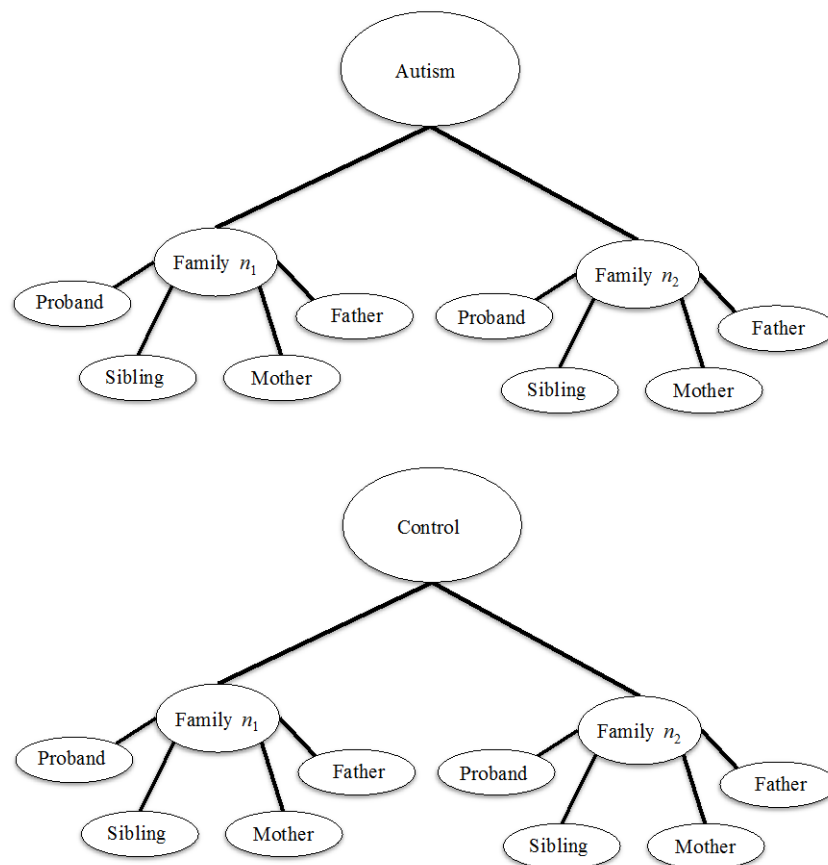 Autism
Family n₁
Family n₂
Proband
Father
Proband
Father
Sibling
Mother
Sibling
Mother
Control
Family n₁
Family n₂
Proband
Father
Proband
Father
Sibling
Mother
Sibling
Mother